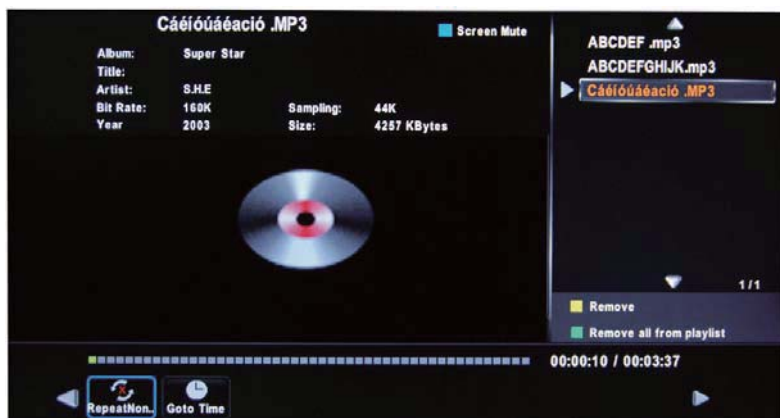 Cáéíóúáéació .MP3
Screen Mute
Album: Super Star
Title:
Artist: S.H.E
Bit Rate: 160K Sampling: 44K
Year 2003 Size: 4257 KBytes
ABCDEF .mp3
ABCDEFGHIJK.mp3
Cáéíóúáéació .MP3
1/1
Remove
Remove all from playlist
00:00:10 / 00:03:37
RepeatNon..
Goto Time